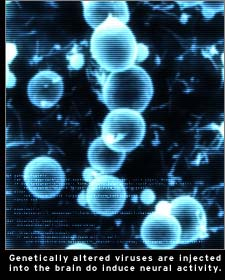 Genetically altered viruses are injected
into the brain do induce neural activity.